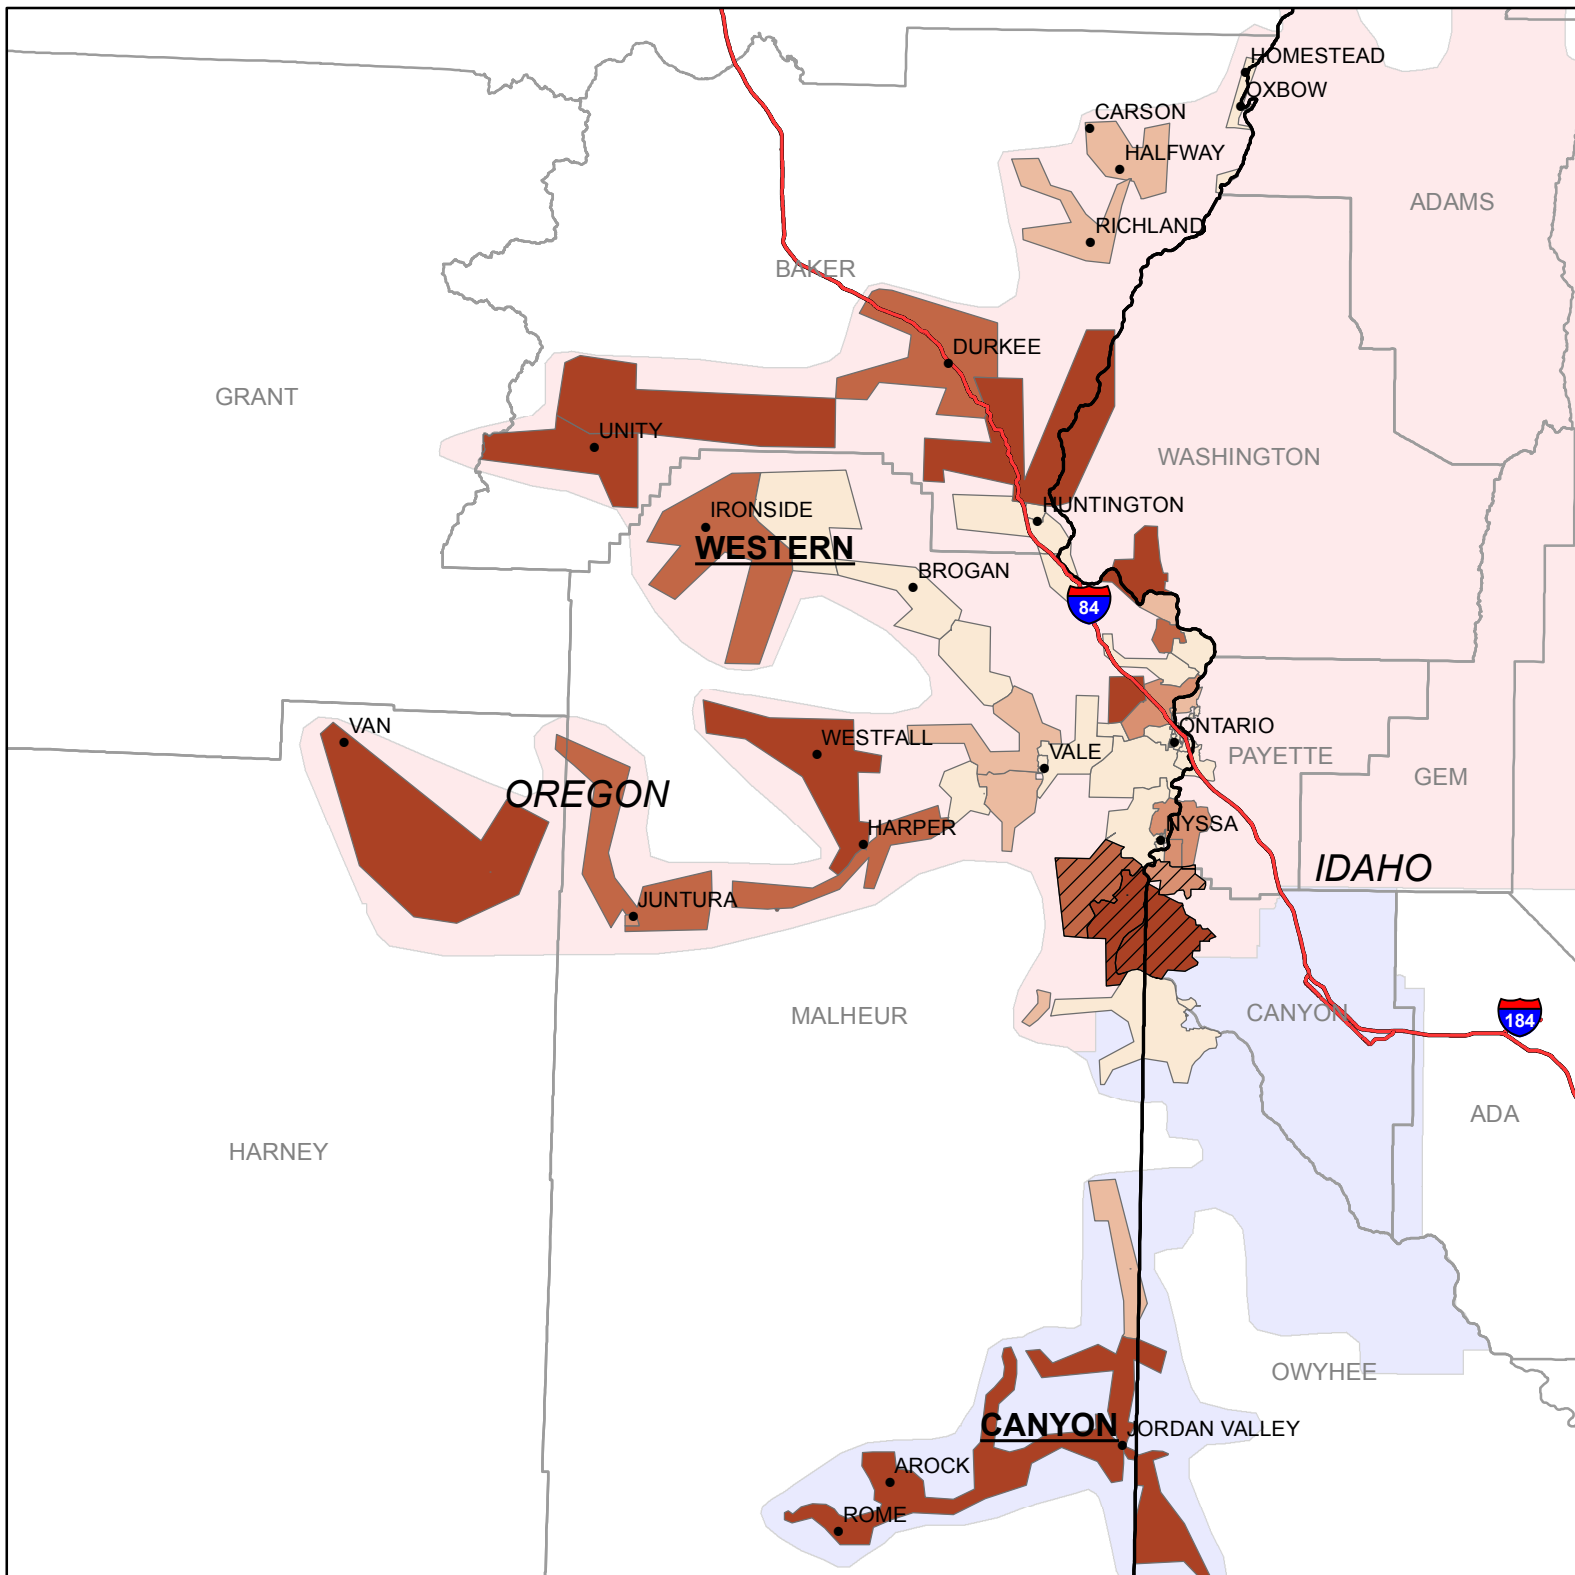 HOMESTEAD
OXBOW
CARSON
HALFWAY
ADAMS
RICHLAND
BAKER
DURKEE
GRANT
UNITY
WASHINGTON
HUNTINGTON
IRONSIDE
WESTERN
BROGAN
84
VAN
ONTARIO
WESTFALL
VALE
PAYETTE
GEM
OREGON
HARPER
NYSSA
IDAHO
JUNTURA
MALHEUR
CANYON
184
ADA
HARNEY
OWYHEE
CANYON
JORDAN VALLEY
AROCK
ROME